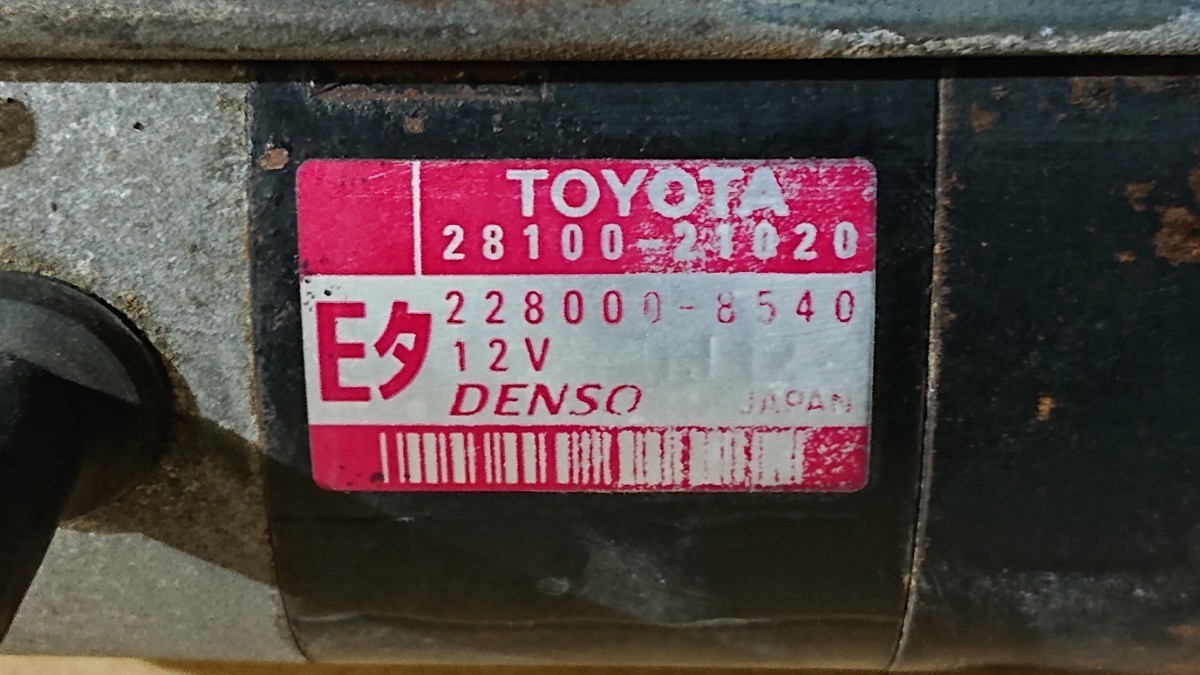 TOYOTA
28100-21020
Eタ
228000-8540
12V
DENSO JAPAN